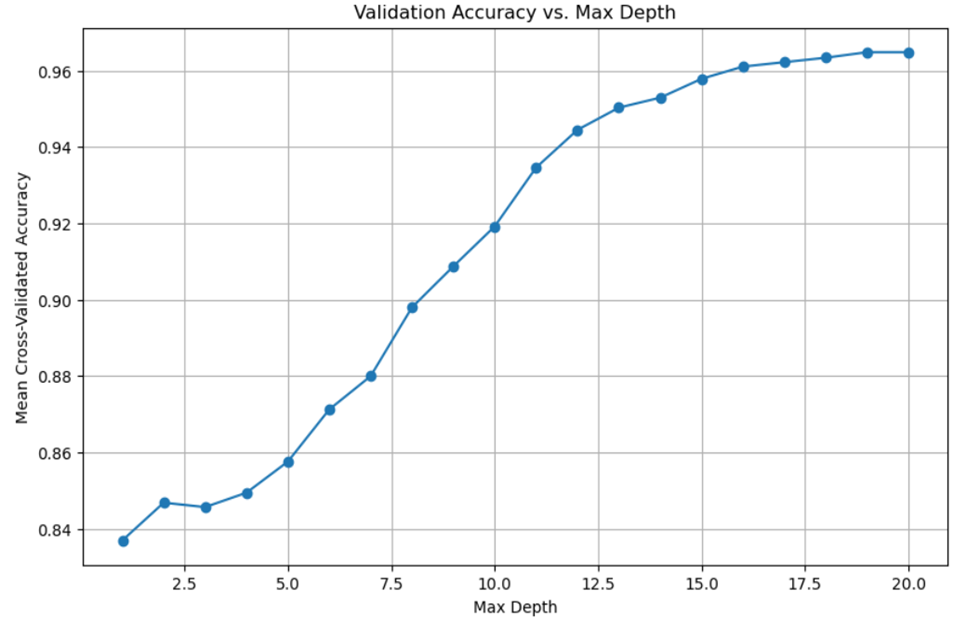 Validation Accuracy vs. Max Depth
Mean Cross-Validated Accuracy
0.96
0.94
0.92
0.90
0.88
0.86
0.84
2.5 5.0 7.5 10.0 12.5 15.0 17.5 20.0
Max Depth